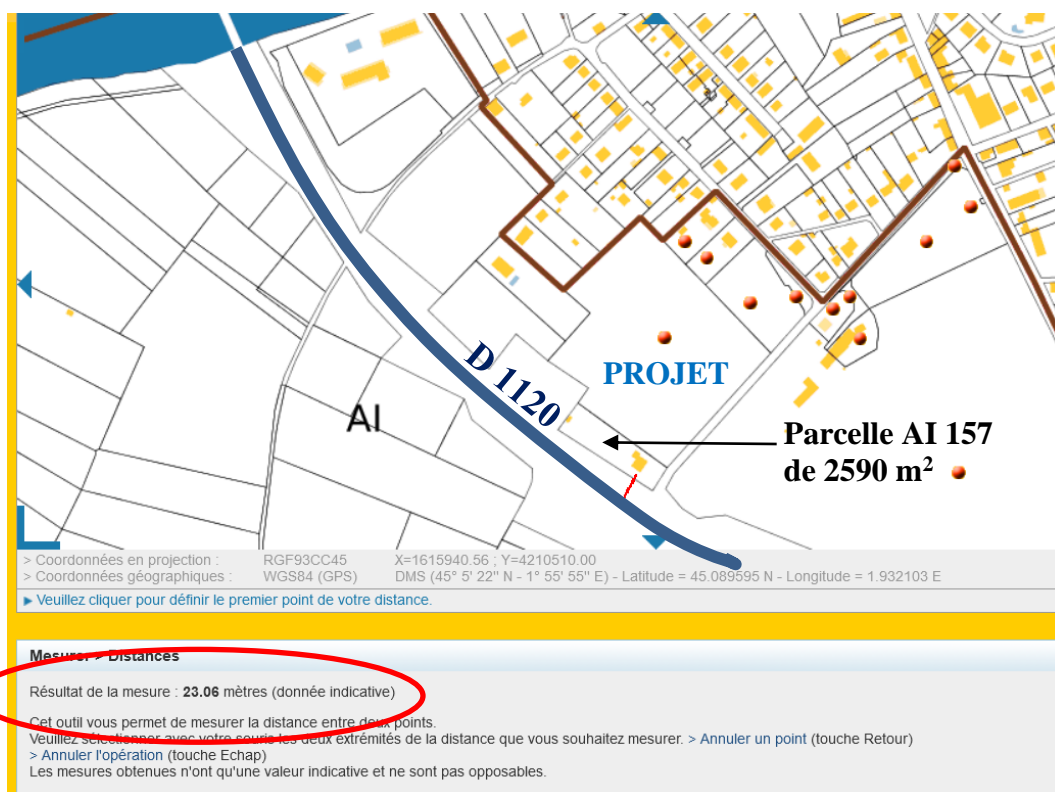 D 1120
PROJET
AI
Parcelle AI 157
de 2590 m²
> Coordonnées en projection : RGF93CC45 X=1615940.56 ; Y=4210510.00
> Coordonnées géographiques : WGS84 (GPS) DMS (45° 5' 22" N - 1° 55' 55" E) - Latitude = 45.089595 N - Longitude = 1.932103 E
► Veuillez cliquer pour définir le premier point de votre distance.
Mesurer > Distances
Résultat de la mesure : 23.06 mètres (donnée indicative)
Cet outil vous permet de mesurer la distance entre deux points.
Veuillez sélectionner avec votre souris les deux extrémités de la distance que vous souhaitez mesurer. > Annuler un point (touche Retour)
> Annuler l'opération (touche Echap)
Les mesures obtenues n'ont qu'une valeur indicative et ne sont pas opposables.